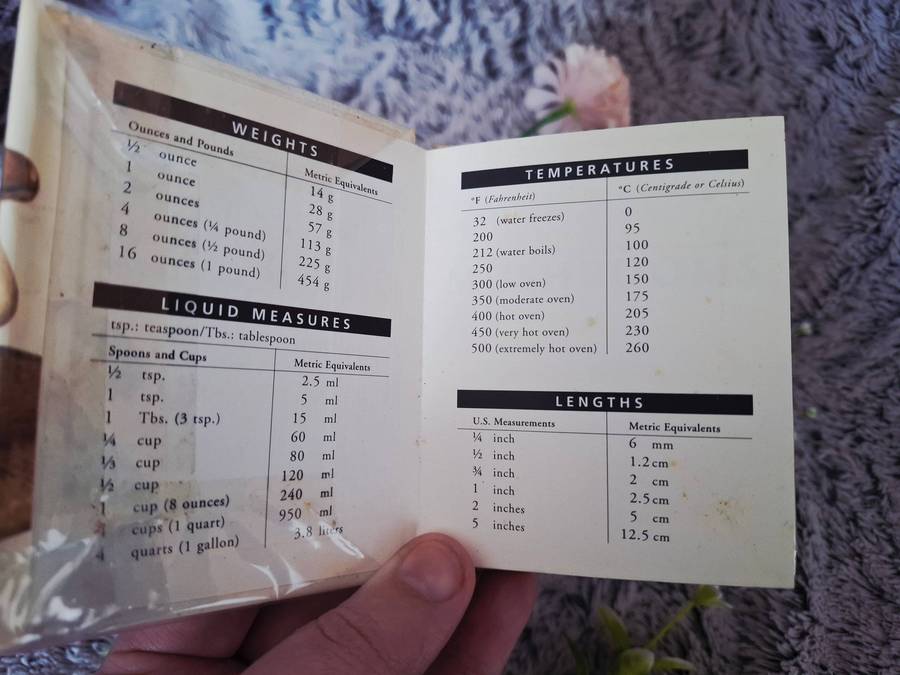 WEIGHTS
Ounces and Pounds Metric Equivalents
½ ounce 14 g
1 ounce 28 g
2 ounces 57 g
4 ounces (¼ pound) 113 g
8 ounces (½ pound) 225 g
16 ounces (1 pound) 454 g
LIQUID MEASURES
tsp.: teaspoon/Tbs.: tablespoon
Spoons and Cups Metric Equivalents
½ tsp. 2.5 ml
1 tsp. 5 ml
1 Tbs. (3 tsp.) 15 ml
¼ cup 60 ml
⅓ cup 80 ml
½ cup 120 ml
1 cup (8 ounces) 240 ml
4 cups (1 quart) 950 ml
4 quarts (1 gallon) 3.8 liters
TEMPERATURES
°F (Fahrenheit) °C (Centigrade or Celsius)
32 (water freezes) 0
200 95
212 (water boils) 100
250 120
300 (low oven) 150
350 (moderate oven) 175
400 (hot oven) 205
450 (very hot oven) 230
500 (extremely hot oven) 260
LENGTHS
U.S. Measurements Metric Equivalents
¼ inch 6 mm
½ inch 1.2 cm
¾ inch 2 cm
1 inch 2.5 cm
2 inches 5 cm
5 inches 12.5 cm